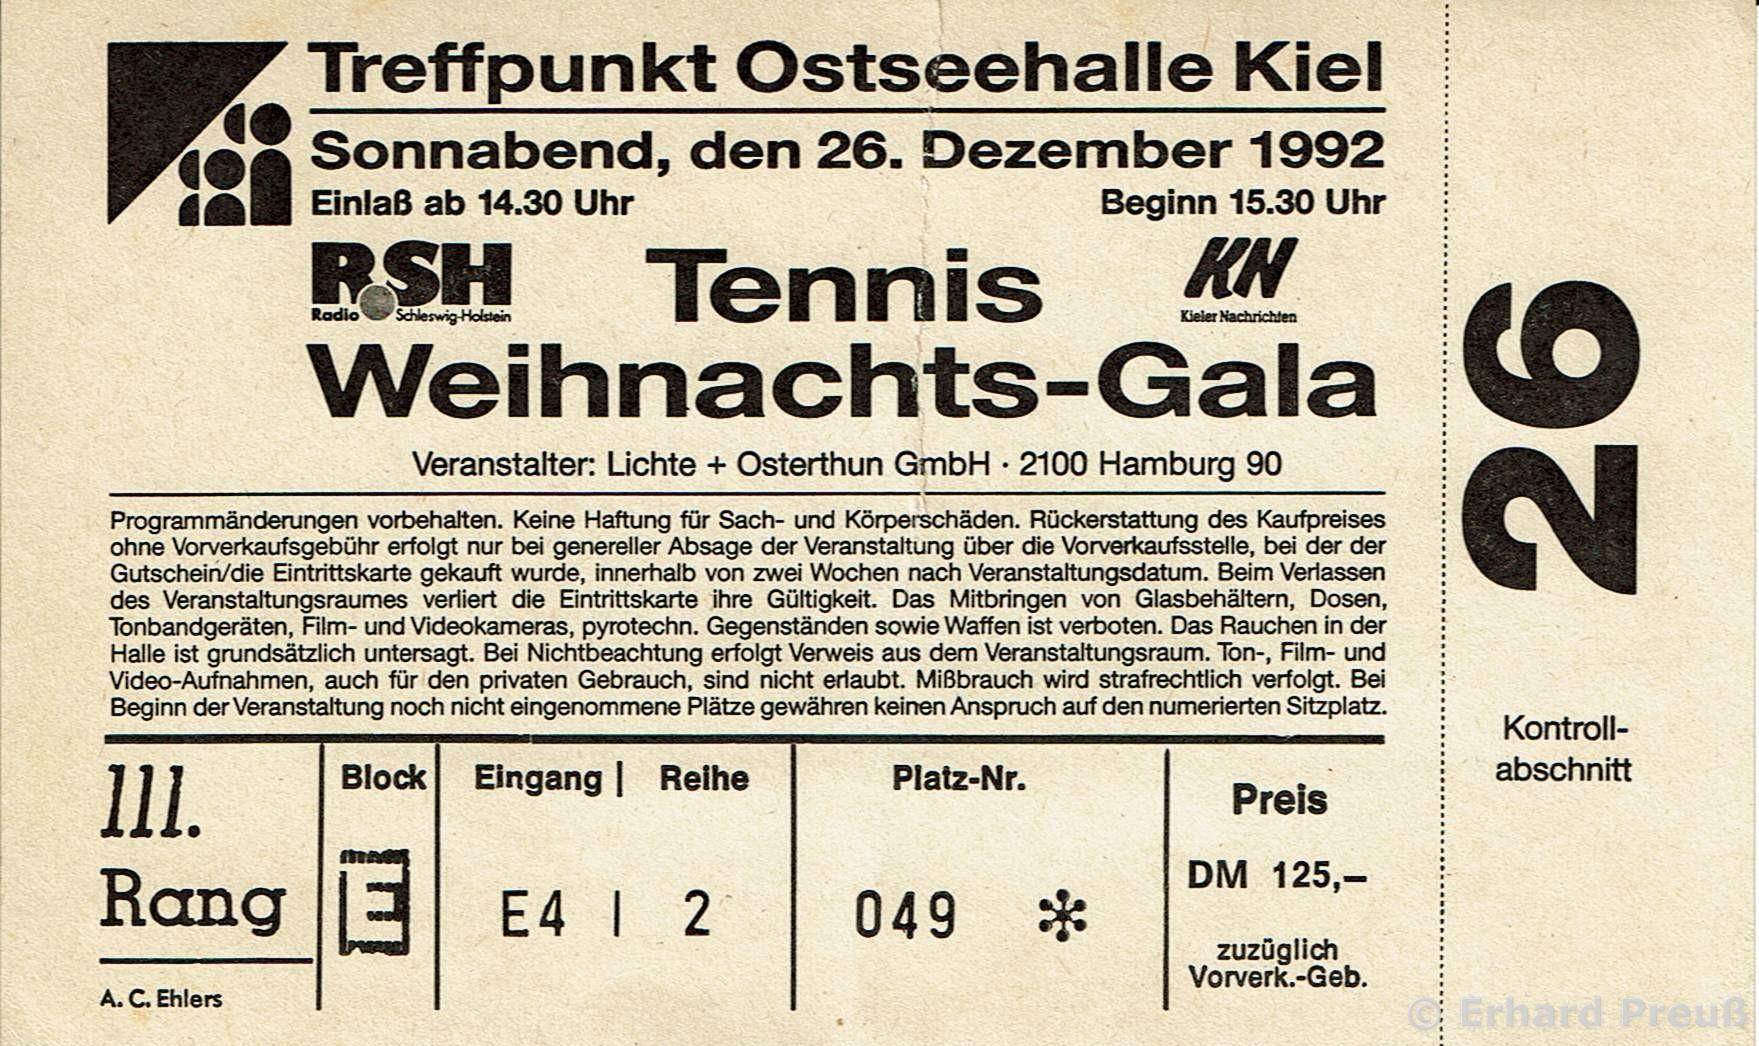 Treffpunkt Ostseehalle Kiel
Sonnabend, den 26. Dezember 1992
Einlaß ab 14.30 Uhr Beginn 15.30 Uhr
RSH Tennis KN
Radio Schleswig-Holstein Kieler Nachrichten
Weihnachts-Gala
Veranstalter: Lichte + Osterthun GmbH · 2100 Hamburg 90
Programmänderungen vorbehalten. Keine Haftung für Sach- und Körperschäden. Rückerstattung des Kaufpreises
ohne Vorverkaufsgebühr erfolgt nur bei genereller Absage der Veranstaltung über die Vorverkaufsstelle, bei der der
Gutschein/die Eintrittskarte gekauft wurde, innerhalb von zwei Wochen nach Veranstaltungsdatum. Beim Verlassen
des Veranstaltungsraumes verliert die Eintrittskarte ihre Gültigkeit. Das Mitbringen von Glasbehältern, Dosen,
Tonbandgeräten, Film- und Videokameras, pyrotechn. Gegenständen sowie Waffen ist verboten. Das Rauchen in der
Halle ist grundsätzlich untersagt. Bei Nichtbeachtung erfolgt Verweis aus dem Veranstaltungsraum. Ton-, Film- und
Video-Aufnahmen, auch für den privaten Gebrauch, sind nicht erlaubt. Mißbrauch wird strafrechtlich verfolgt. Bei
Beginn der Veranstaltung noch nicht eingenommene Plätze gewähren keinen Anspruch auf den numerierten Sitzplatz.
III.
Rang
A. C. Ehlers
Block
E
Eingang | Reihe
E4 | 2
Platz-Nr.
049 *
Preis
DM 125,–
zuzüglich
Vorverk.-Geb.
26
Kontroll-
abschnitt
© Erhard Preuß